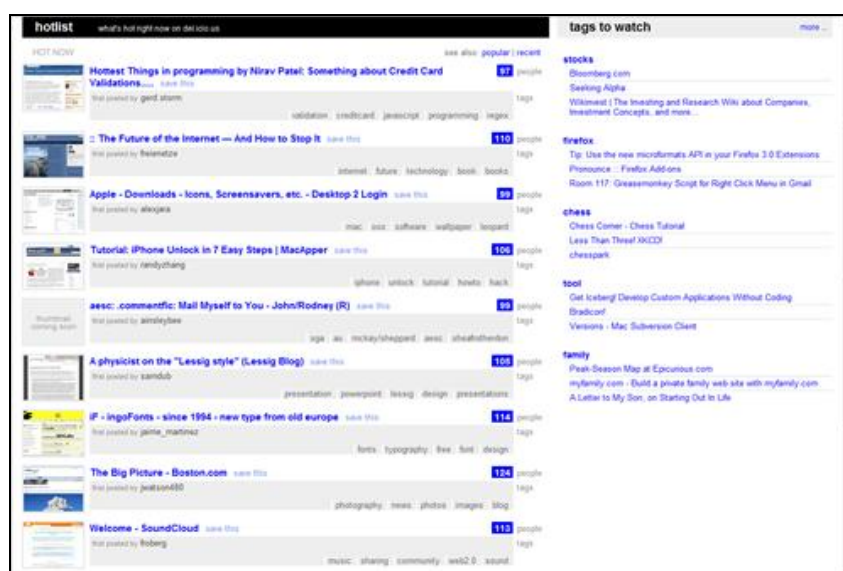 hotlist what's hot right now on del.icio.us
HOT NOW see also: popular | recent
Hottest Things in programming by Nirav Patel: Something about Credit Card 97 people
Validations..... save this
first posted by gerd.storm tags
validation creditcard javascript programming regex
:: The Future of the Internet — And How to Stop It save this 110 people
first posted by freienetze tags
internet future technology book books
Apple - Downloads - Icons, Screensavers, etc. - Desktop 2 Login save this 99 people
first posted by alexjara tags
mac osx software wallpaper leopard
Tutorial: iPhone Unlock in 7 Easy Steps | MacApper save this 106 people
first posted by randyzhang tags
iphone unlock tutorial howto hack
thumbnail
coming soon
aesc: .commentfic: Mail Myself to You - John/Rodney (R) save this 99 people
first posted by ainsleybee tags
sga au mckay/sheppard aesc
A physicist on the "Lessig style" (Lessig Blog) save this 105 people
first posted by samdub tags
presentation powerpoint lessig design presentations
iF - ingoFonts - since 1994 - new type from old europe save this 114 people
first posted by jaime_martinez tags
fonts typography free font design
The Big Picture - Boston.com save this 124 people
first posted by jwatson480 tags
photography news photos images blog
Welcome - SoundCloud save this 113 people
first posted by froberg tags
music sharing community web2.0 sound
tags to watch more ...
stocks
Bloomberg.com
Seeking Alpha
Wikinvest | The Investing and Research Wiki about Companies,
Investment Concepts, and more...
firefox
Tip: Use the new microformats API in your Firefox 3.0 Extensions
Pronounce :: Firefox Add-ons
Room 117: Greasemonkey Script for Right Click Menu in Gmail
chess
Chess Corner - Chess Tutorial
Less Than Three! XKCD!
chesspark
tool
Get Iceberg! Develop Custom Applications Without Coding
Bradiconf
Versions - Mac Subversion Client
family
Peak-Season Map at Epicurious.com
myfamily.com - Build a private family web site with myfamily.com
A Letter to My Son, on Starting Out In Life